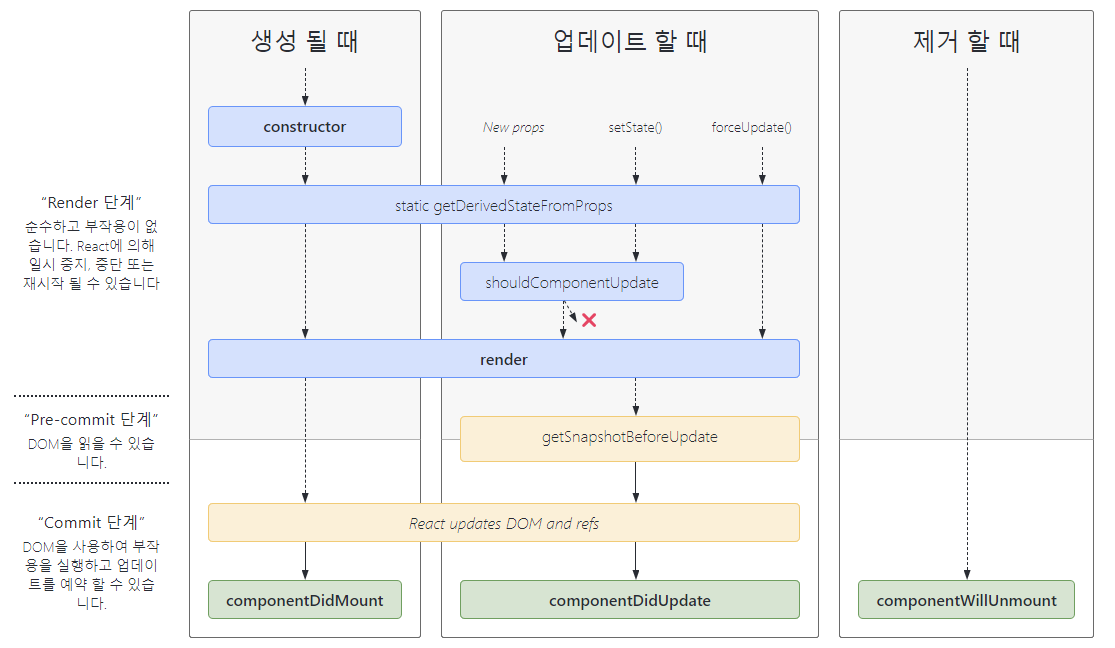 생성 될 때
업데이트 할 때
제거 할 때
constructor
New props
setState()
forceUpdate()
“Render 단계”
순수하고 부작용이 없
습니다. React에 의해
일시 중지, 중단 또는
재시작 될 수 있습니다
static getDerivedStateFromProps
shouldComponentUpdate
render
“Pre-commit 단계”
DOM을 읽을 수 있습
니다.
getSnapshotBeforeUpdate
“Commit 단계”
DOM을 사용하여 부작
용을 실행하고 업데이
트를 예약 할 수 있습
니다.
React updates DOM and refs
componentDidMount
componentDidUpdate
componentWillUnmount